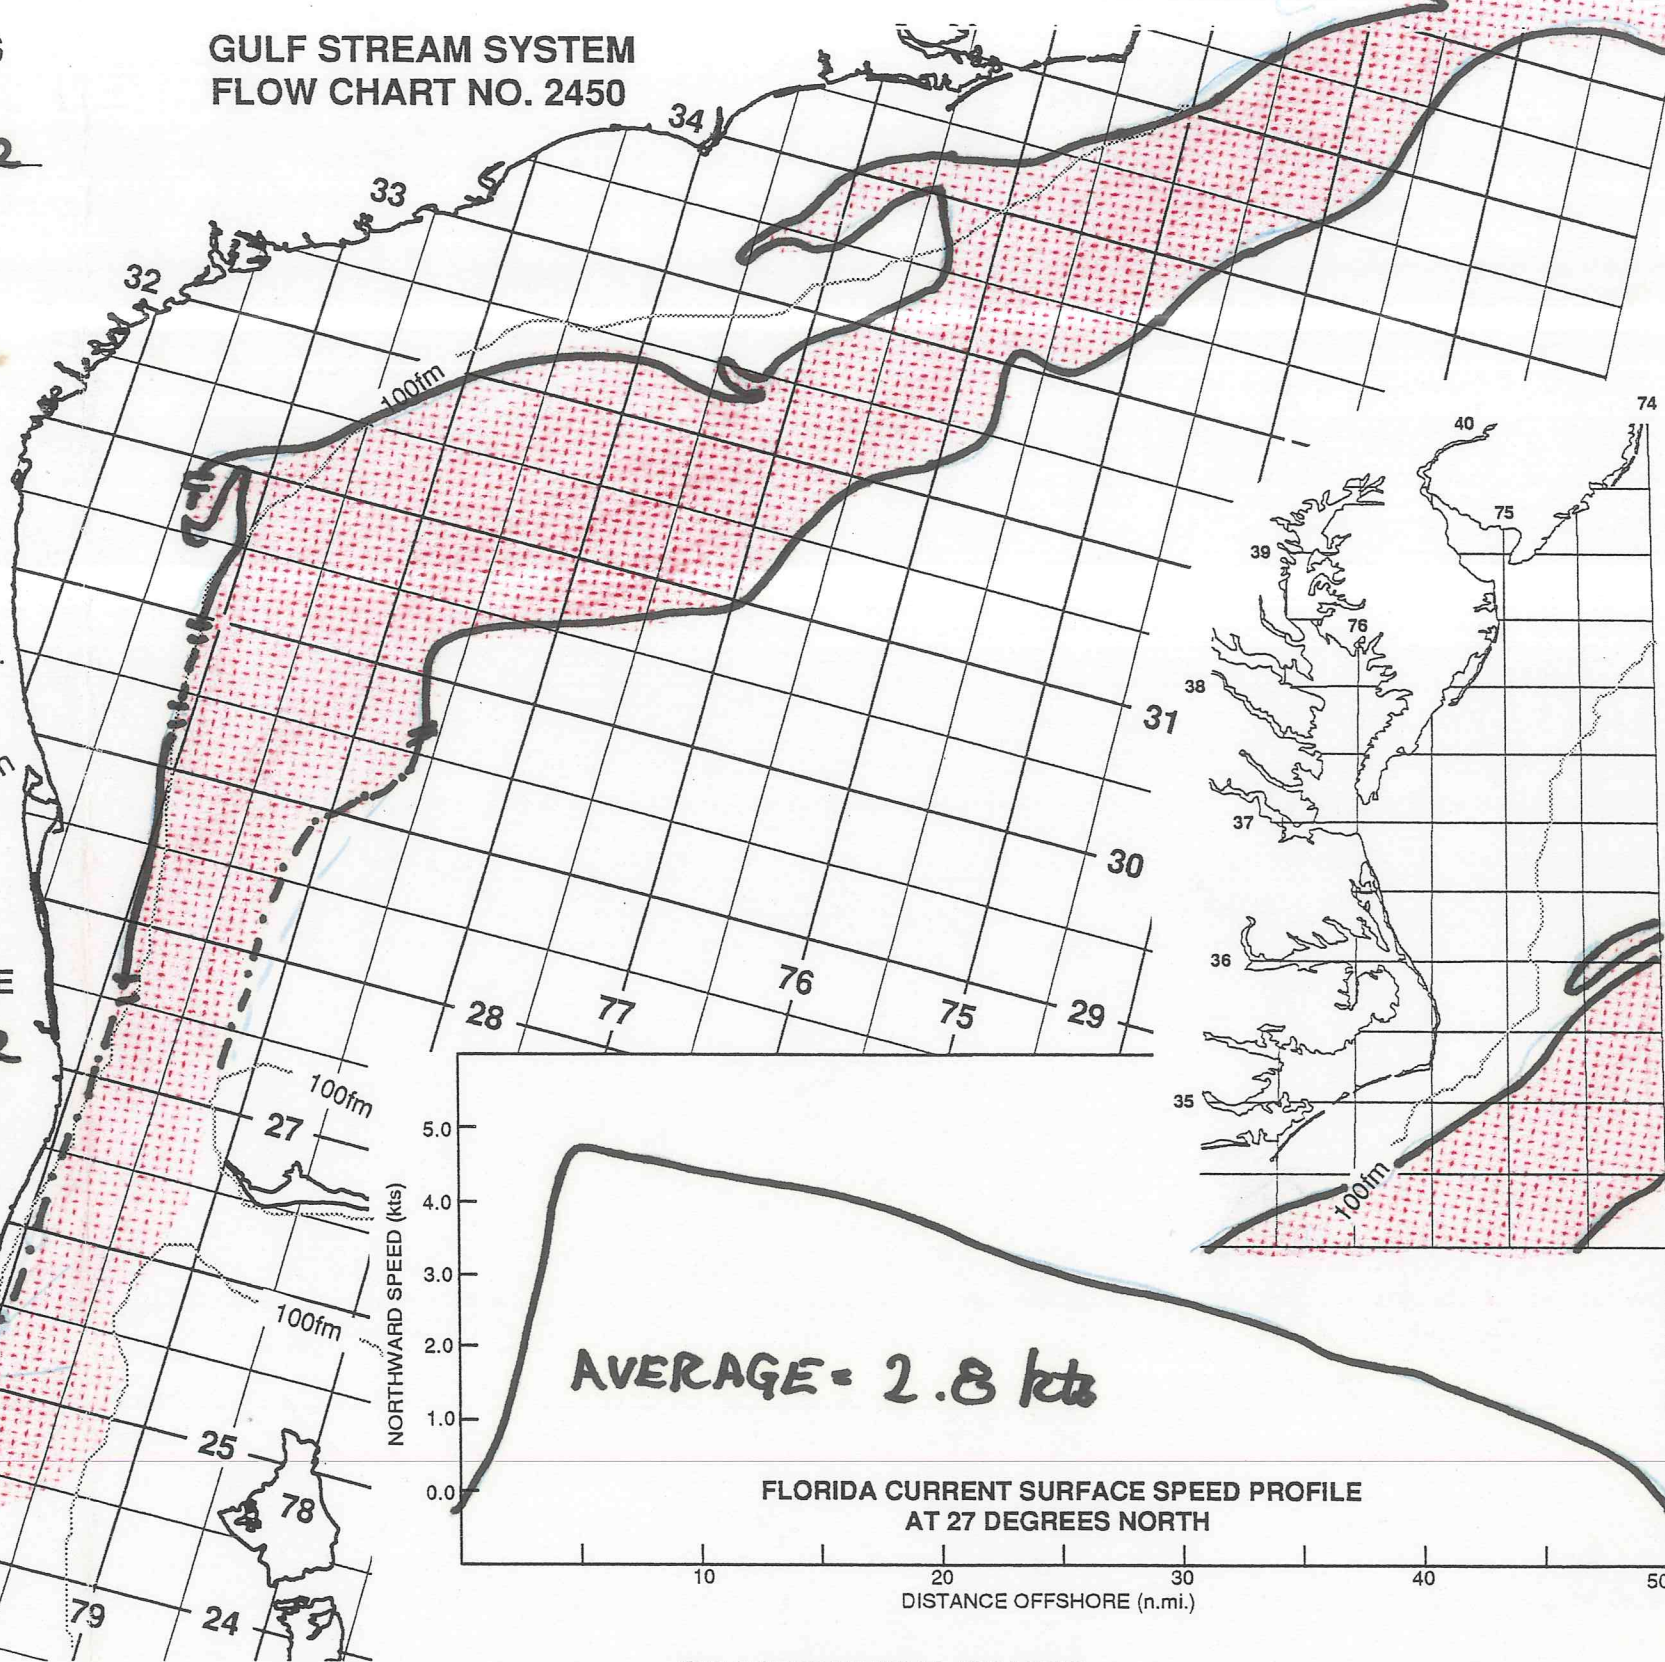 GULF STREAM SYSTEM
FLOW CHART NO. 2450
34
33
32
100fm
31
30
76
77
75
29
28
100fm
27
100fm
25
78
79
24
74
40
75
39
76
38
37
36
35
100fm
NORTHWARD SPEED (kts)
5.0
4.0
3.0
2.0
1.0
0.0
AVERAGE = 2.8 kts
FLORIDA CURRENT SURFACE SPEED PROFILE
AT 27 DEGREES NORTH
10 20 30 40 50
DISTANCE OFFSHORE (n.mi.)